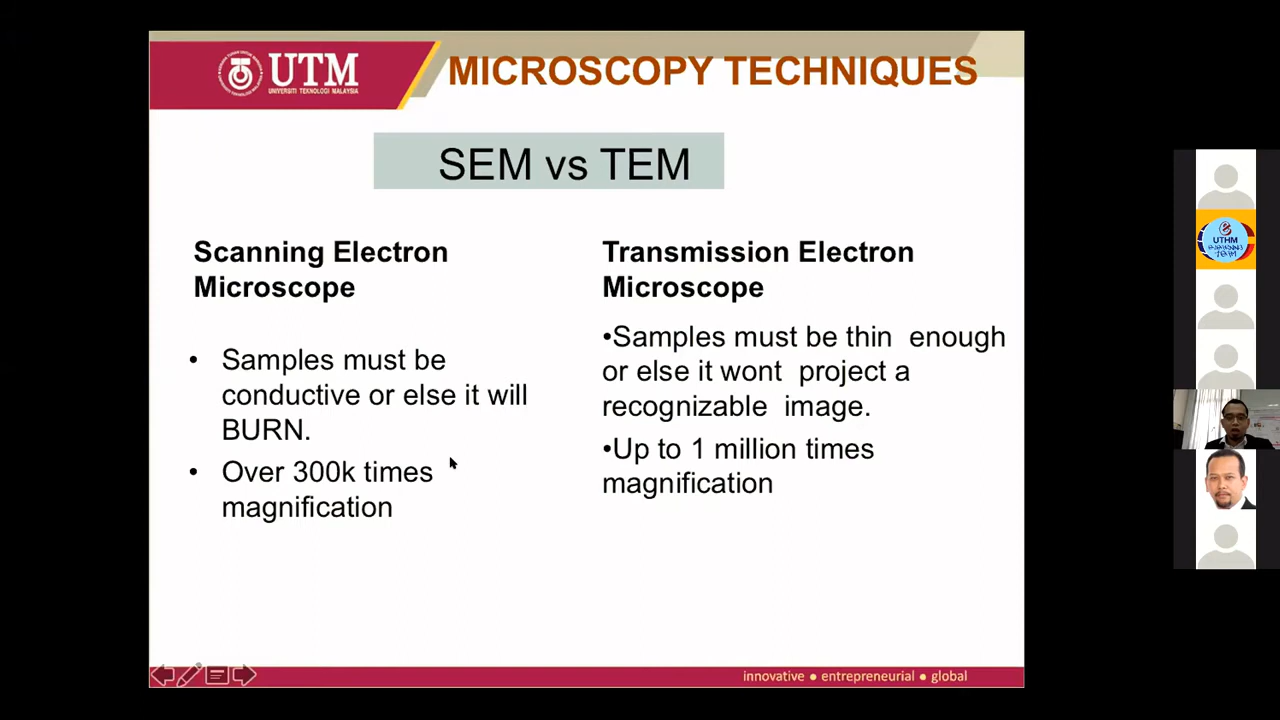 UTM
UNIVERSITI TEKNOLOGI MALAYSIA
MICROSCOPY TECHNIQUES
SEM vs TEM
Scanning Electron
Microscope
• Samples must be
conductive or else it will
BURN.
• Over 300k times
magnification
Transmission Electron
Microscope
•Samples must be thin enough
or else it wont project a
recognizable image.
•Up to 1 million times
magnification
innovative ● entrepreneurial ● global
UTHM